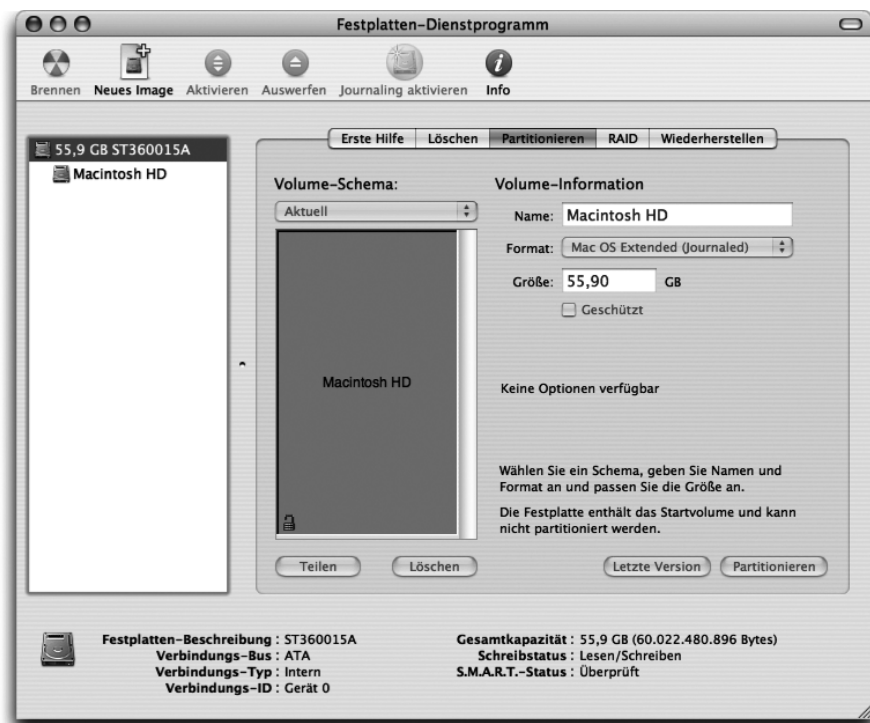 Festplatten-Dienstprogramm
Brennen Neues Image Aktivieren Auswerfen Journaling aktivieren Info
55,9 GB ST360015A
Macintosh HD
Erste Hilfe Löschen Partitionieren RAID Wiederherstellen
Volume-Schema:
Aktuell
Macintosh HD
Teilen Löschen
Volume-Information
Name: Macintosh HD
Format: Mac OS Extended (Journaled)
Größe: 55,90 GB
Geschützt
Keine Optionen verfügbar
Wählen Sie ein Schema, geben Sie Namen und
Format an und passen Sie die Größe an.
Die Festplatte enthält das Startvolume und kann
nicht partitioniert werden.
Letzte Version Partitionieren
Festplatten-Beschreibung : ST360015A
Verbindungs-Bus : ATA
Verbindungs-Typ : Intern
Verbindungs-ID : Gerät 0
Gesamtkapazität : 55,9 GB (60.022.480.896 Bytes)
Schreibstatus : Lesen/Schreiben
S.M.A.R.T.-Status : Überprüft